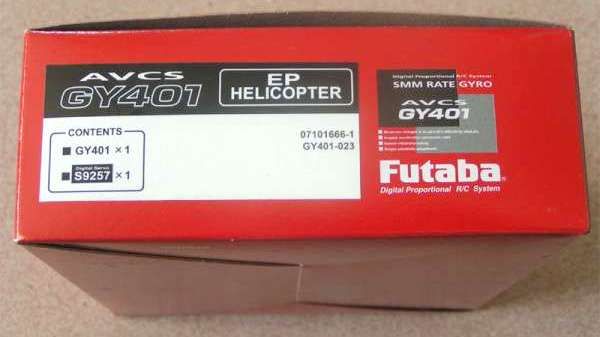 AVCS
GY401
EP
HELICOPTER
CONTENTS
GY401 × 1
Digital Servo
S9257 × 1
07101666-1
GY401-023
Digital Proportional R/C System
SMM RATE GYRO
AVCS
GY401
Futaba®
Digital Proportional R/C System